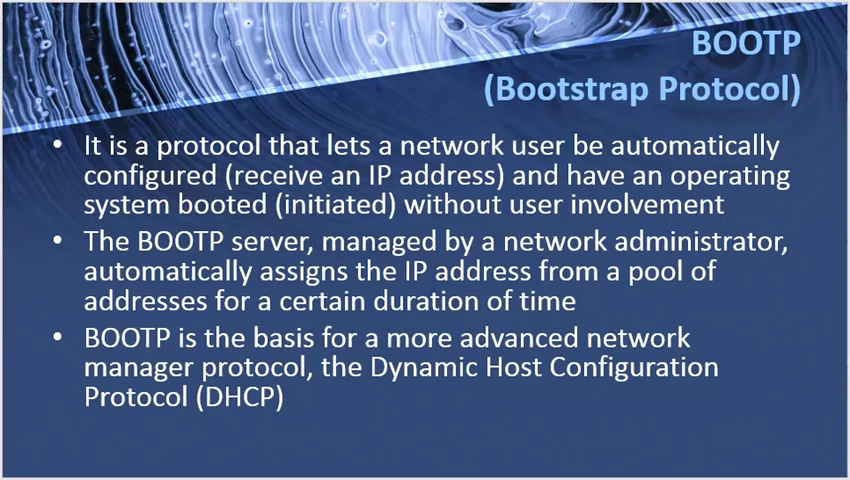 BOOTP
(Bootstrap Protocol)
• It is a protocol that lets a network user be automatically
configured (receive an IP address) and have an operating
system booted (initiated) without user involvement
• The BOOTP server, managed by a network administrator,
automatically assigns the IP address from a pool of
addresses for a certain duration of time
• BOOTP is the basis for a more advanced network
manager protocol, the Dynamic Host Configuration
Protocol (DHCP)